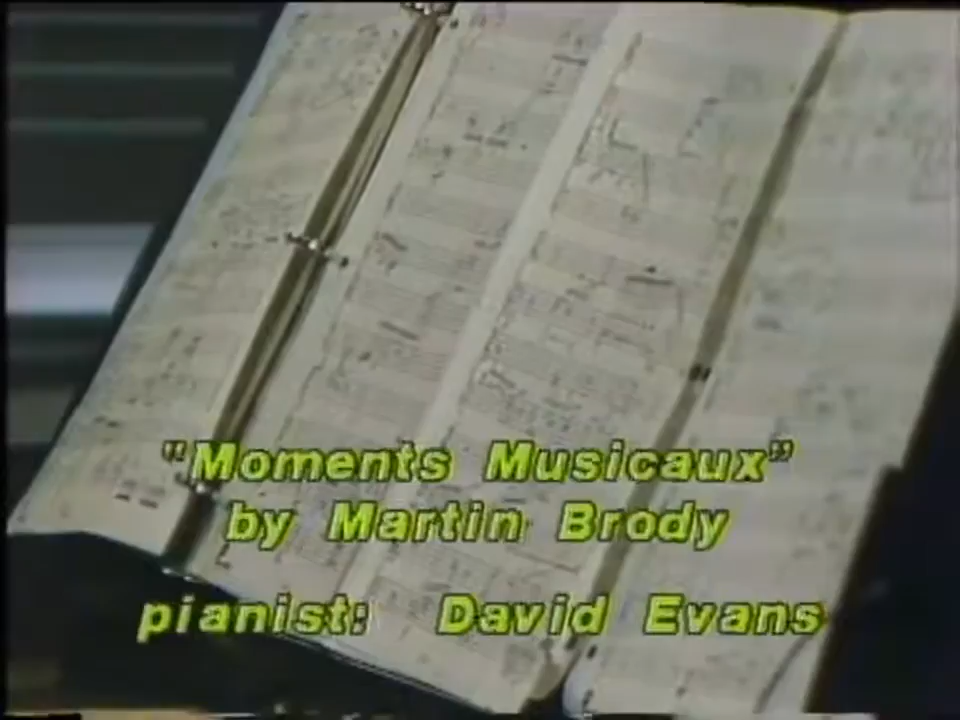 "Moments Musicaux"
by Martin Brody
pianist: David Evans